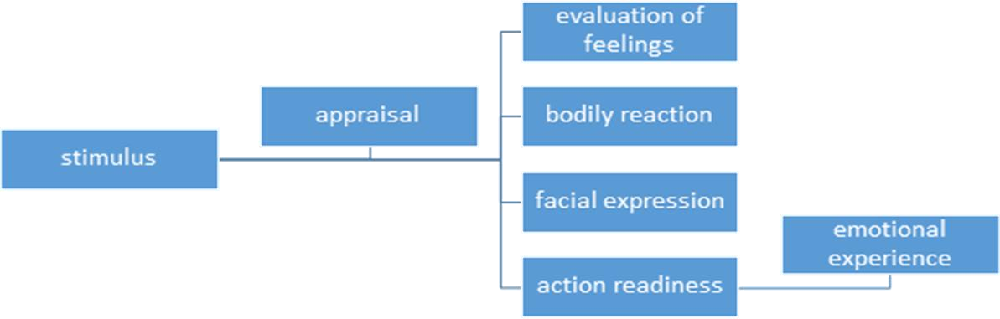 stimulus
appraisal
evaluation of
feelings
bodily reaction
facial expression
action readiness
emotional
experience